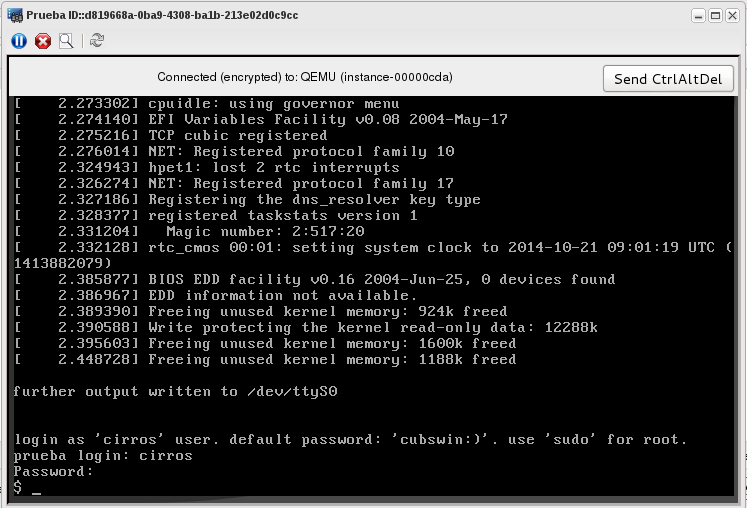 Prueba ID::d819668a-0ba9-4308-ba1b-213e02d0c9cc
Connected (encrypted) to: QEMU (instance-00000cda)
Send CtrlAltDel
[    2.273302] cpuidle: using governor menu
[    2.274140] EFI Variables Facility v0.08 2004-May-17
[    2.275216] TCP cubic registered
[    2.276014] NET: Registered protocol family 10
[    2.324943] hpet1: lost 2 rtc interrupts
[    2.326274] NET: Registered protocol family 17
[    2.327186] Registering the dns_resolver key type
[    2.328377] registered taskstats version 1
[    2.331204]   Magic number: 2:517:20
[    2.332128] rtc_cmos 00:01: setting system clock to 2014-10-21 09:01:19 UTC (
1413882079)
[    2.385877] BIOS EDD facility v0.16 2004-Jun-25, 0 devices found
[    2.386967] EDD information not available.
[    2.389390] Freeing unused kernel memory: 924k freed
[    2.390588] Write protecting the kernel read-only data: 12288k
[    2.395603] Freeing unused kernel memory: 1600k freed
[    2.448728] Freeing unused kernel memory: 1188k freed
further output written to /dev/ttyS0
login as 'cirros' user. default password: 'cubswin:)'. use 'sudo' for root.
prueba login: cirros
Password:
$ _